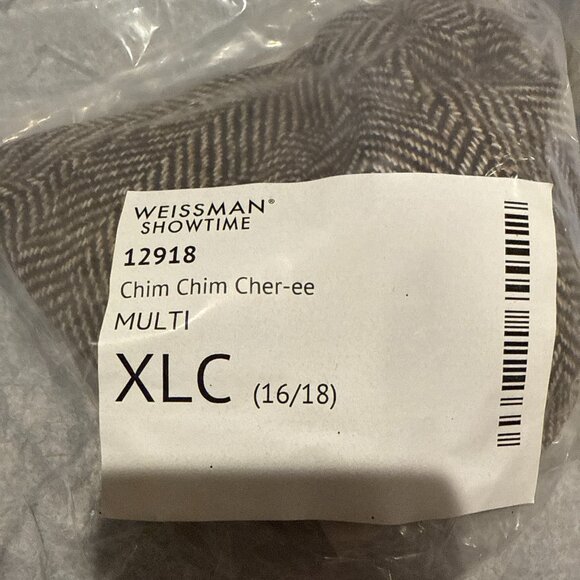 WEISSMAN®
SHOWTIME
12918
Chim Chim Cher-ee
MULTI
XLC (16/18)